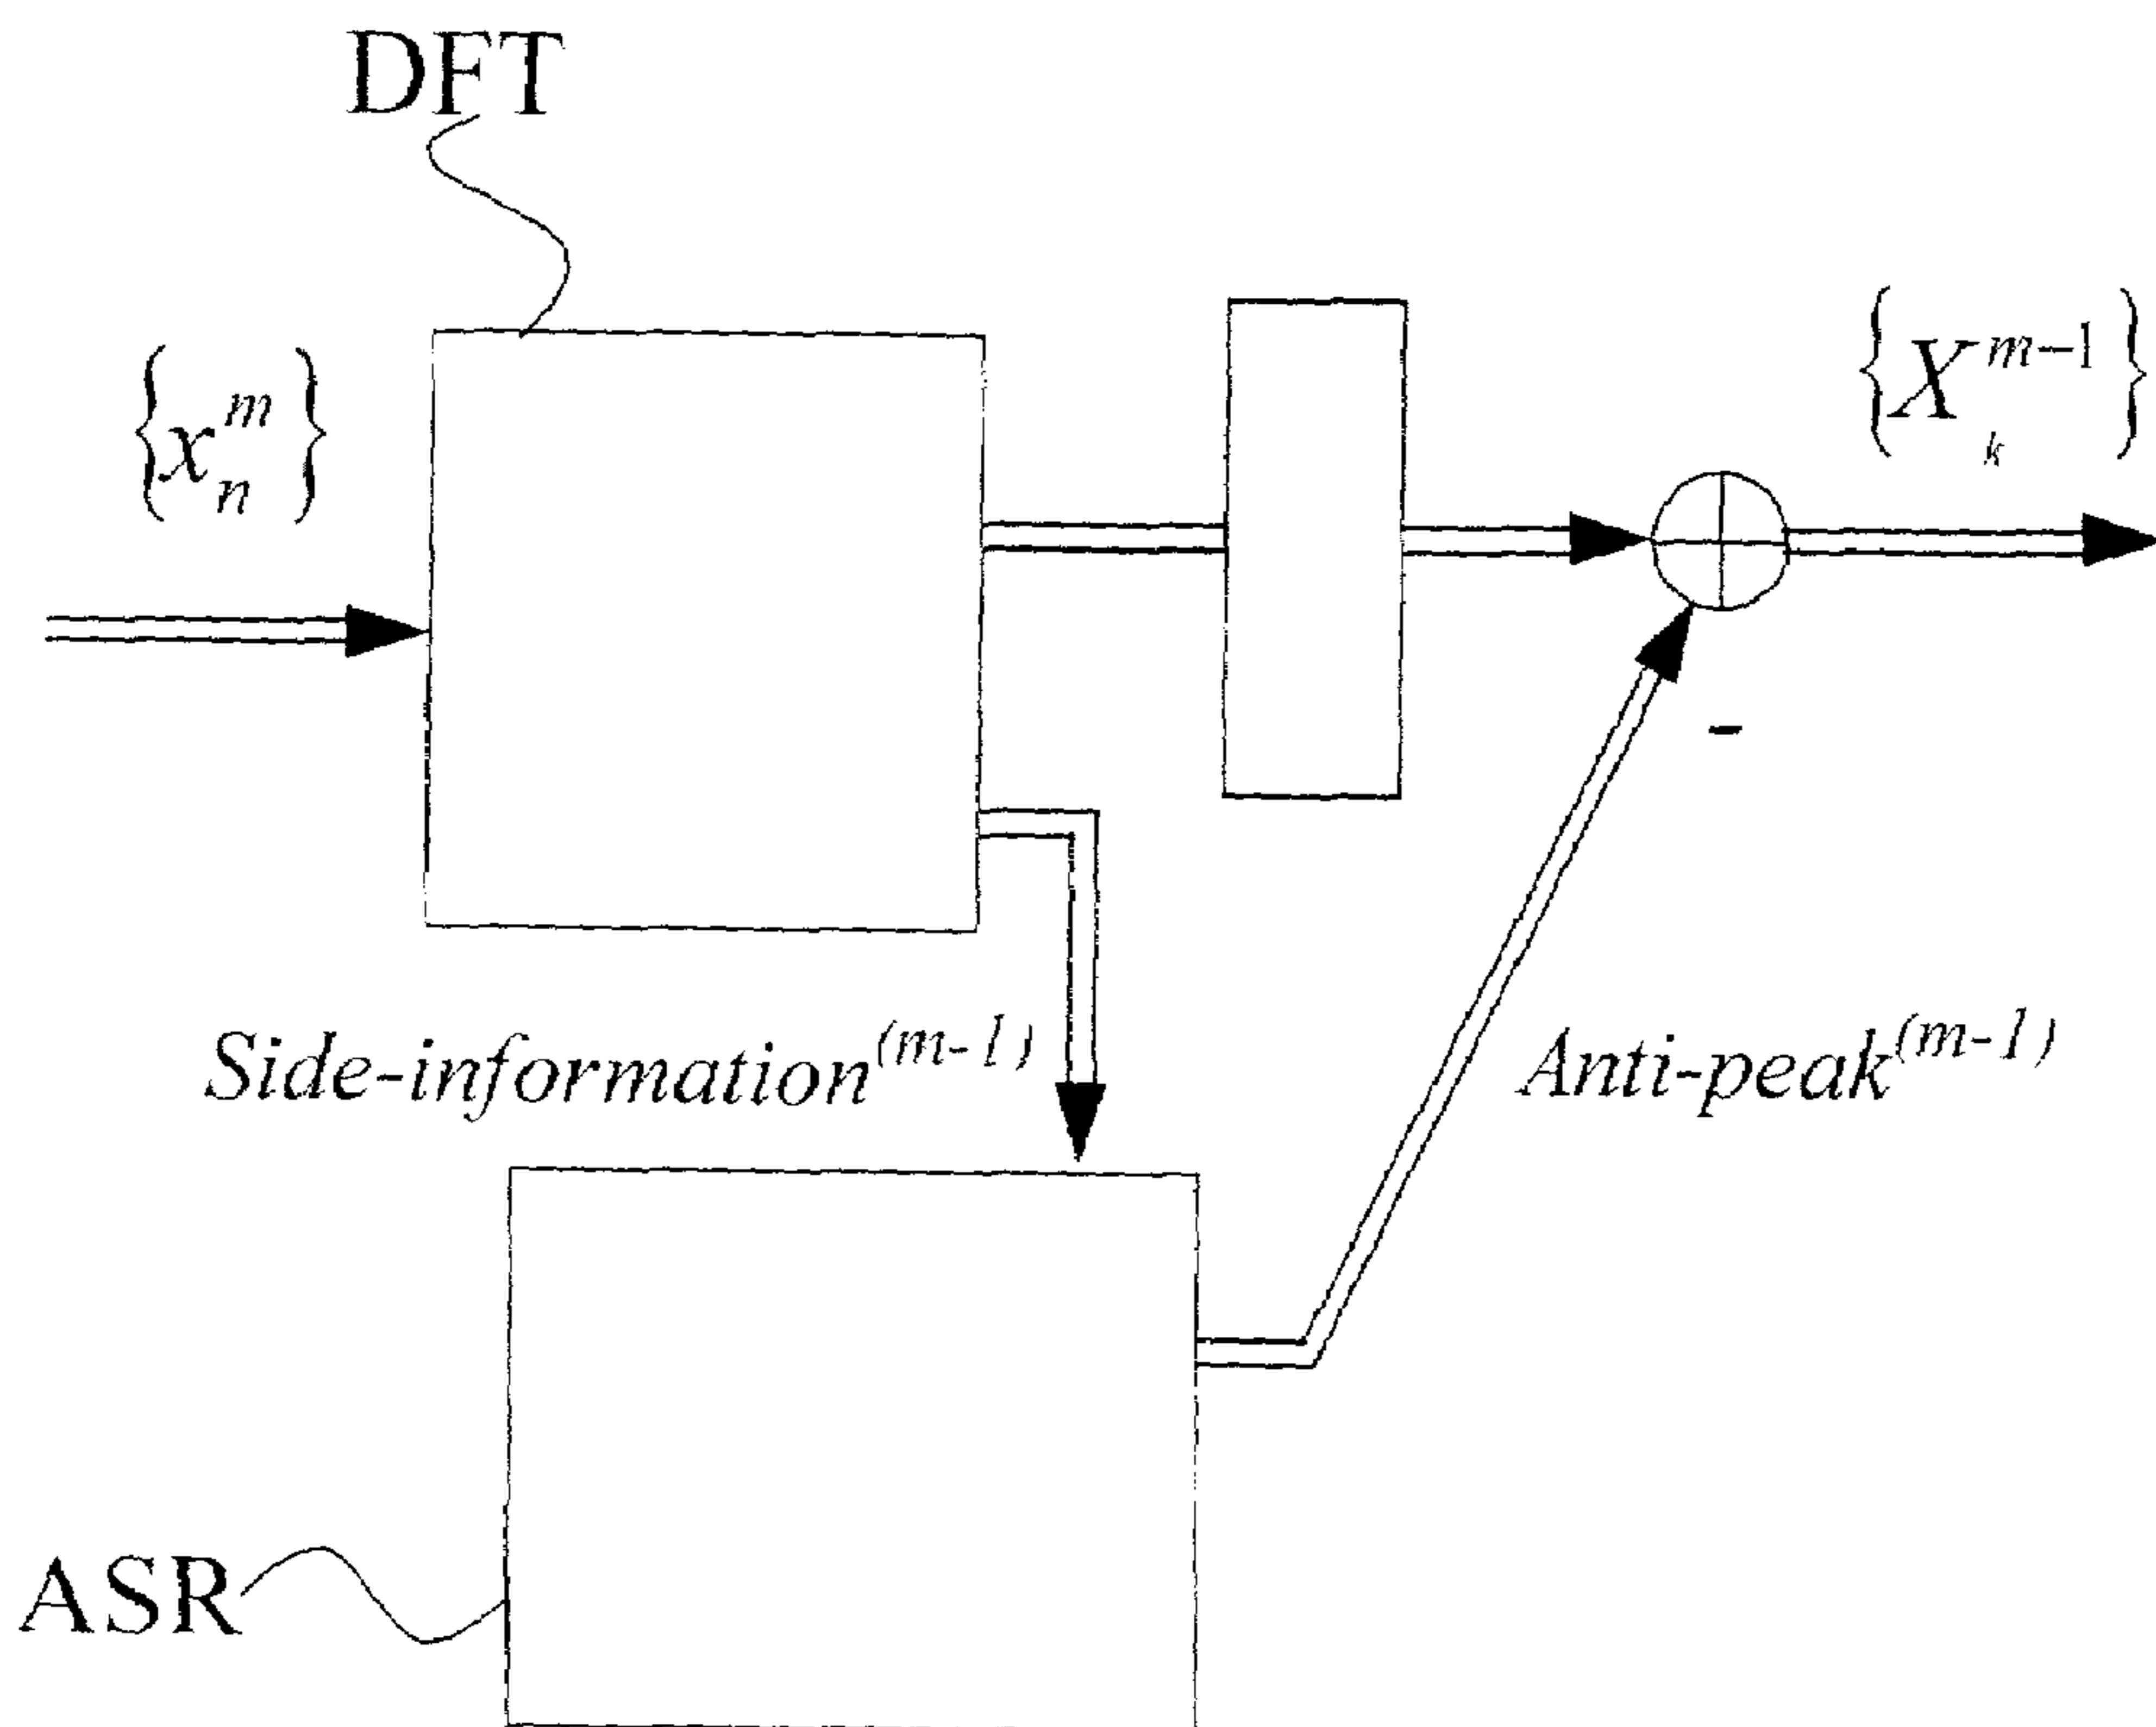 DFT
{x_n^m}
{X_k^{m-1}}
-
Side-information^{(m-1)}
Anti-peak^{(m-1)}
ASR